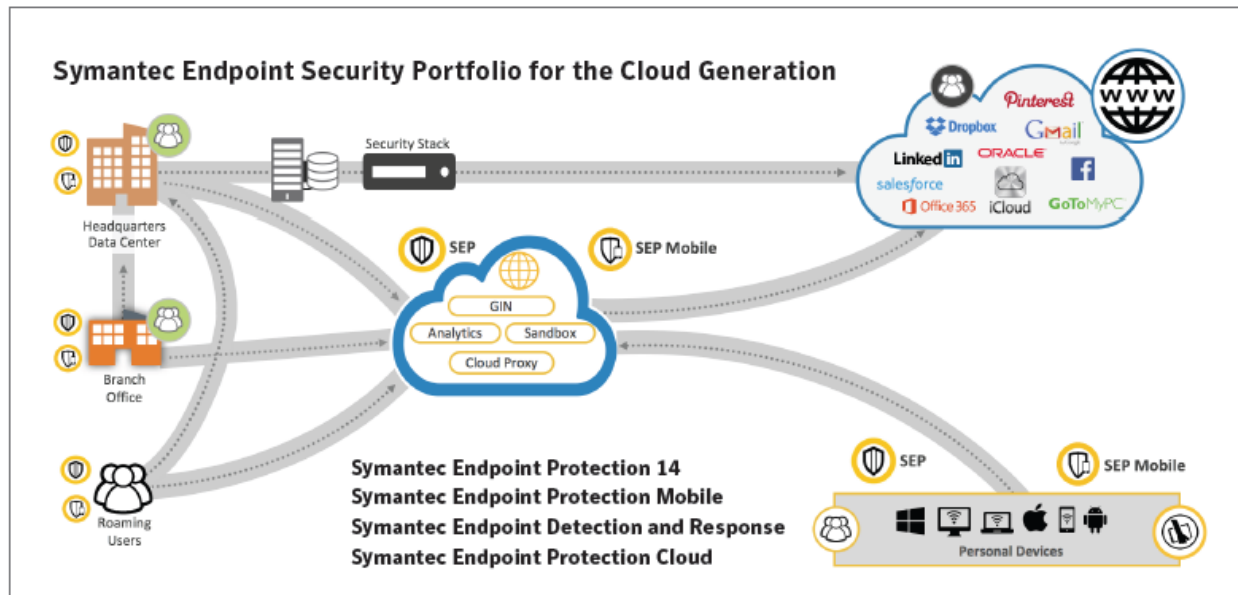 Symantec Endpoint Security Portfolio for the Cloud Generation
WWW
Pinterest
Dropbox
Gmail
LinkedIn
ORACLE
salesforce
Office 365
iCloud
GoToMyPC
Security Stack
Headquarters
Data Center
SEP
SEP Mobile
GIN
Analytics
Sandbox
Cloud Proxy
Branch
Office
Roaming
Users
Symantec Endpoint Protection 14
Symantec Endpoint Protection Mobile
Symantec Endpoint Detection and Response
Symantec Endpoint Protection Cloud
SEP
SEP Mobile
Personal Devices